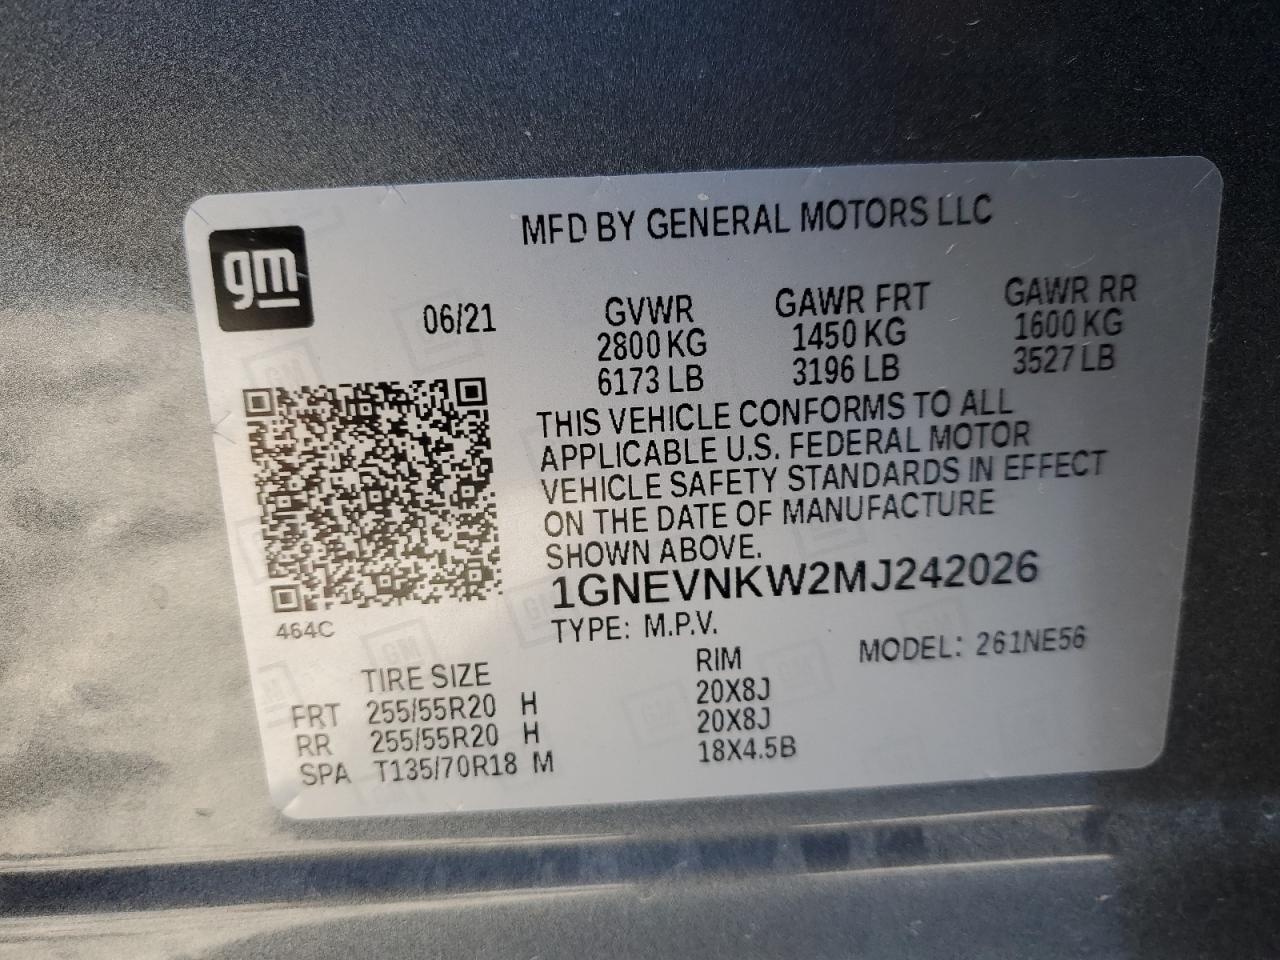 MFD BY GENERAL MOTORS LLC
gm
06/21
GVWR GAWR FRT GAWR RR
2800 KG 1450 KG 1600 KG
6173 LB 3196 LB 3527 LB
THIS VEHICLE CONFORMS TO ALL
APPLICABLE U.S. FEDERAL MOTOR
VEHICLE SAFETY STANDARDS IN EFFECT
ON THE DATE OF MANUFACTURE
SHOWN ABOVE.
1GNEVNKW2MJ242026
464C
TYPE: M.P.V.
MODEL: 261NE56
TIRE SIZE RIM
FRT 255/55R20 H 20X8J
RR 255/55R20 H 20X8J
SPA T135/70R18 M 18X4.5B